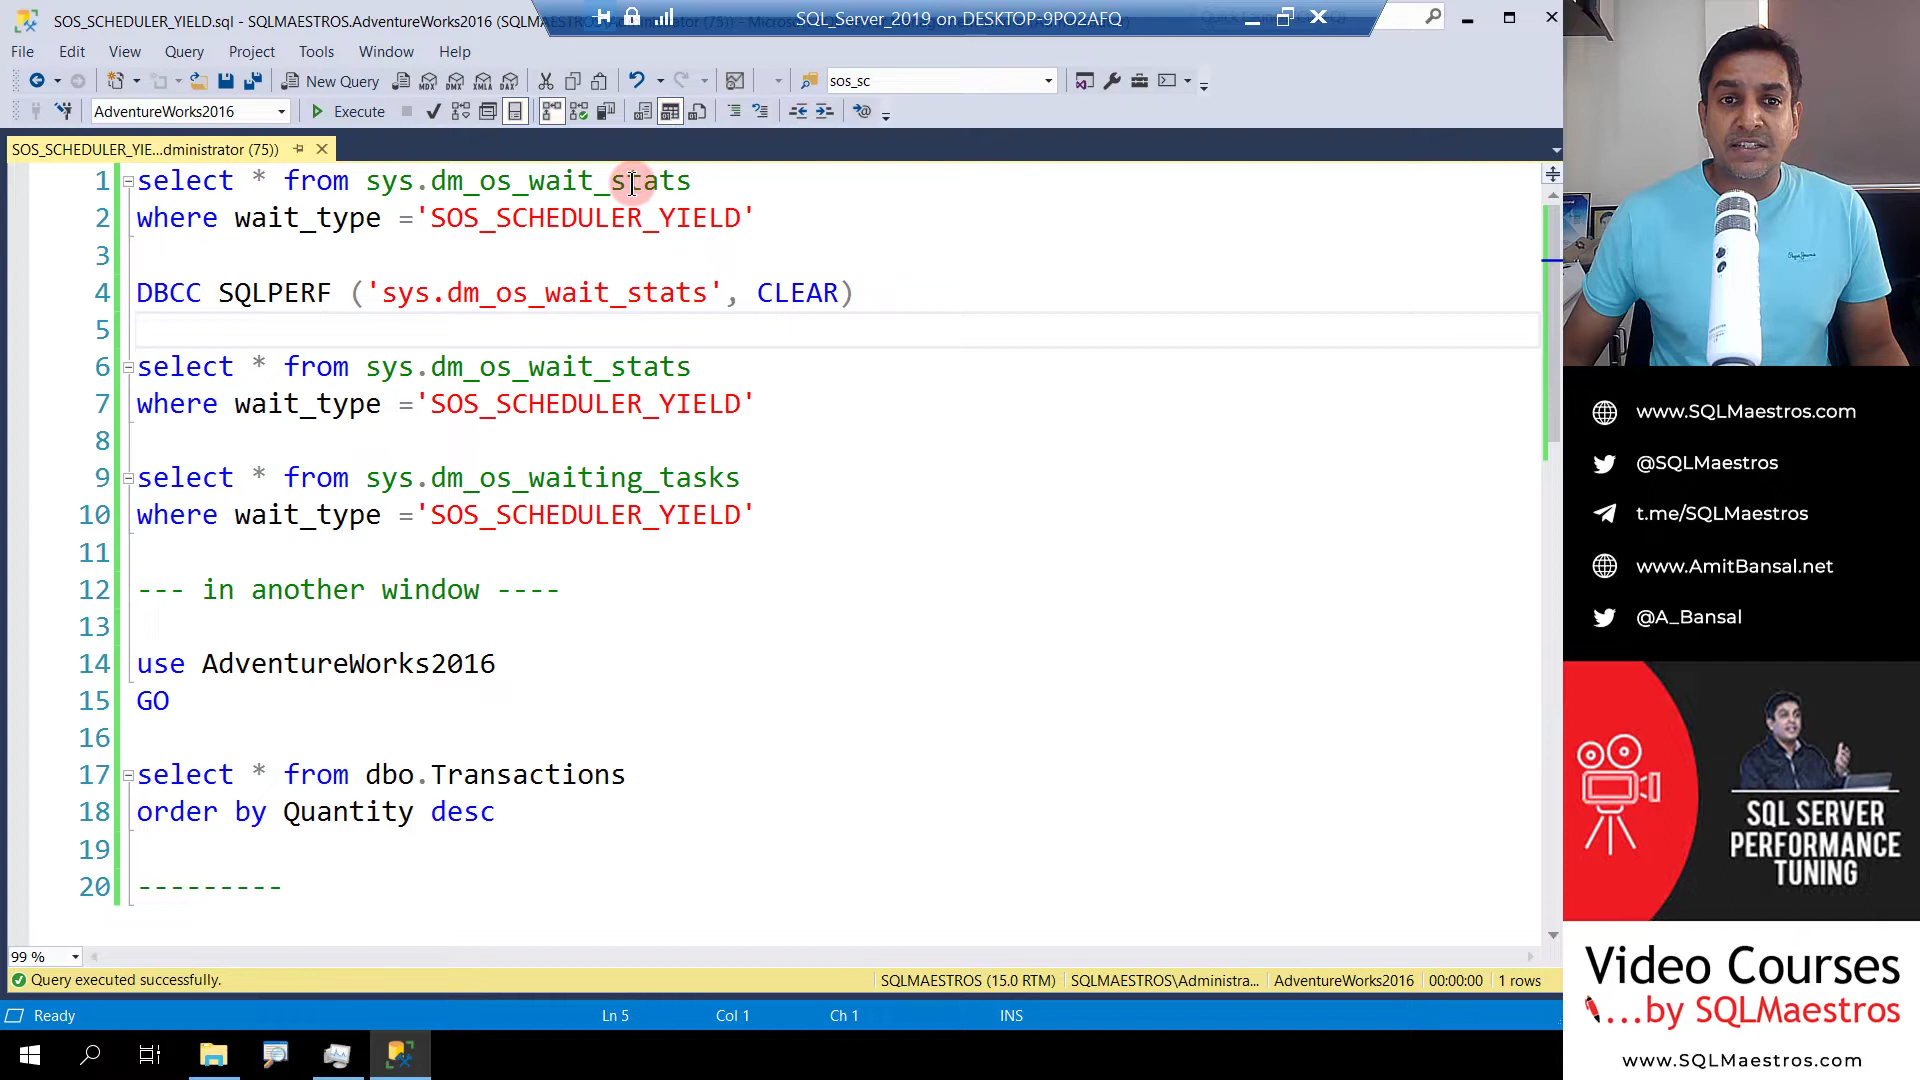 SOS_SCHEDULER_YIELD.sql - SQLMAESTROS.AdventureWorks2016 (SQLMAESTROS\Administrator (75))
SQL_Server_2019 on DESKTOP-9PO2AFQ
File Edit View Query Project Tools Window Help
New Query
sos_sc
AdventureWorks2016
Execute
SOS_SCHEDULER_YIE...dministrator (75))
1 select * from sys.dm_os_wait_stats
2 where wait_type ='SOS_SCHEDULER_YIELD'
3
4 DBCC SQLPERF ('sys.dm_os_wait_stats', CLEAR)
5
6 select * from sys.dm_os_wait_stats
7 where wait_type ='SOS_SCHEDULER_YIELD'
8
9 select * from sys.dm_os_waiting_tasks
10 where wait_type ='SOS_SCHEDULER_YIELD'
11
12 --- in another window ----
13
14 use AdventureWorks2016
15 GO
16
17 select * from dbo.Transactions
18 order by Quantity desc
19
20 ---------
99 %
Query executed successfully.
SQLMAESTROS (15.0 RTM)
SQLMAESTROS\Administra...
AdventureWorks2016
00:00:00
1 rows
Ready
Ln 5
Col 1
Ch 1
INS
www.SQLMaestros.com
@SQLMaestros
t.me/SQLMaestros
www.AmitBansal.net
@A_Bansal
SQL SERVER
PERFORMANCE
TUNING
Video Courses
...by SQLMaestros
www.SQLMaestros.com